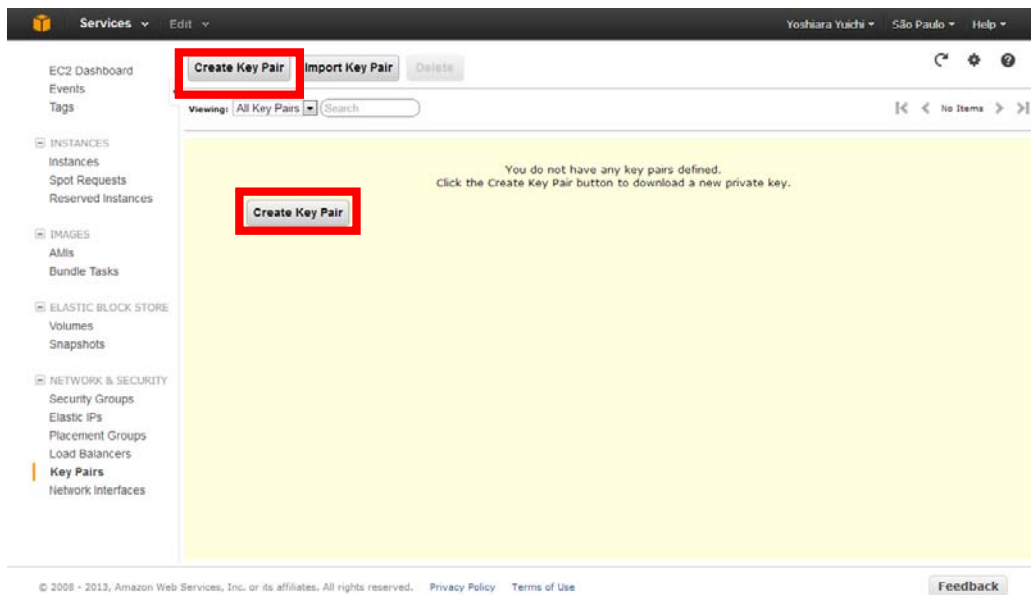 Services Edit Yoshiara Yuichi São Paulo Help
Create Key Pair Import Key Pair Delete
Viewing: All Key Pairs Search No Items
EC2 Dashboard
Events
Tags
INSTANCES
Instances
Spot Requests
Reserved Instances
IMAGES
AMIs
Bundle Tasks
ELASTIC BLOCK STORE
Volumes
Snapshots
NETWORK & SECURITY
Security Groups
Elastic IPs
Placement Groups
Load Balancers
Key Pairs
Network Interfaces
You do not have any key pairs defined.
Click the Create Key Pair button to download a new private key.
Create Key Pair
© 2008 - 2013, Amazon Web Services, Inc. or its affiliates. All rights reserved. Privacy Policy Terms of Use Feedback